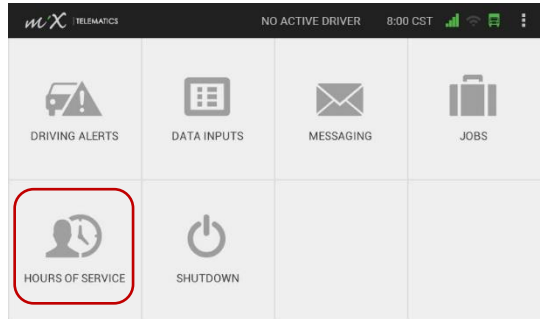 miX TELEMATICS NO ACTIVE DRIVER 8:00 CST
DRIVING ALERTS DATA INPUTS MESSAGING JOBS
HOURS OF SERVICE SHUTDOWN